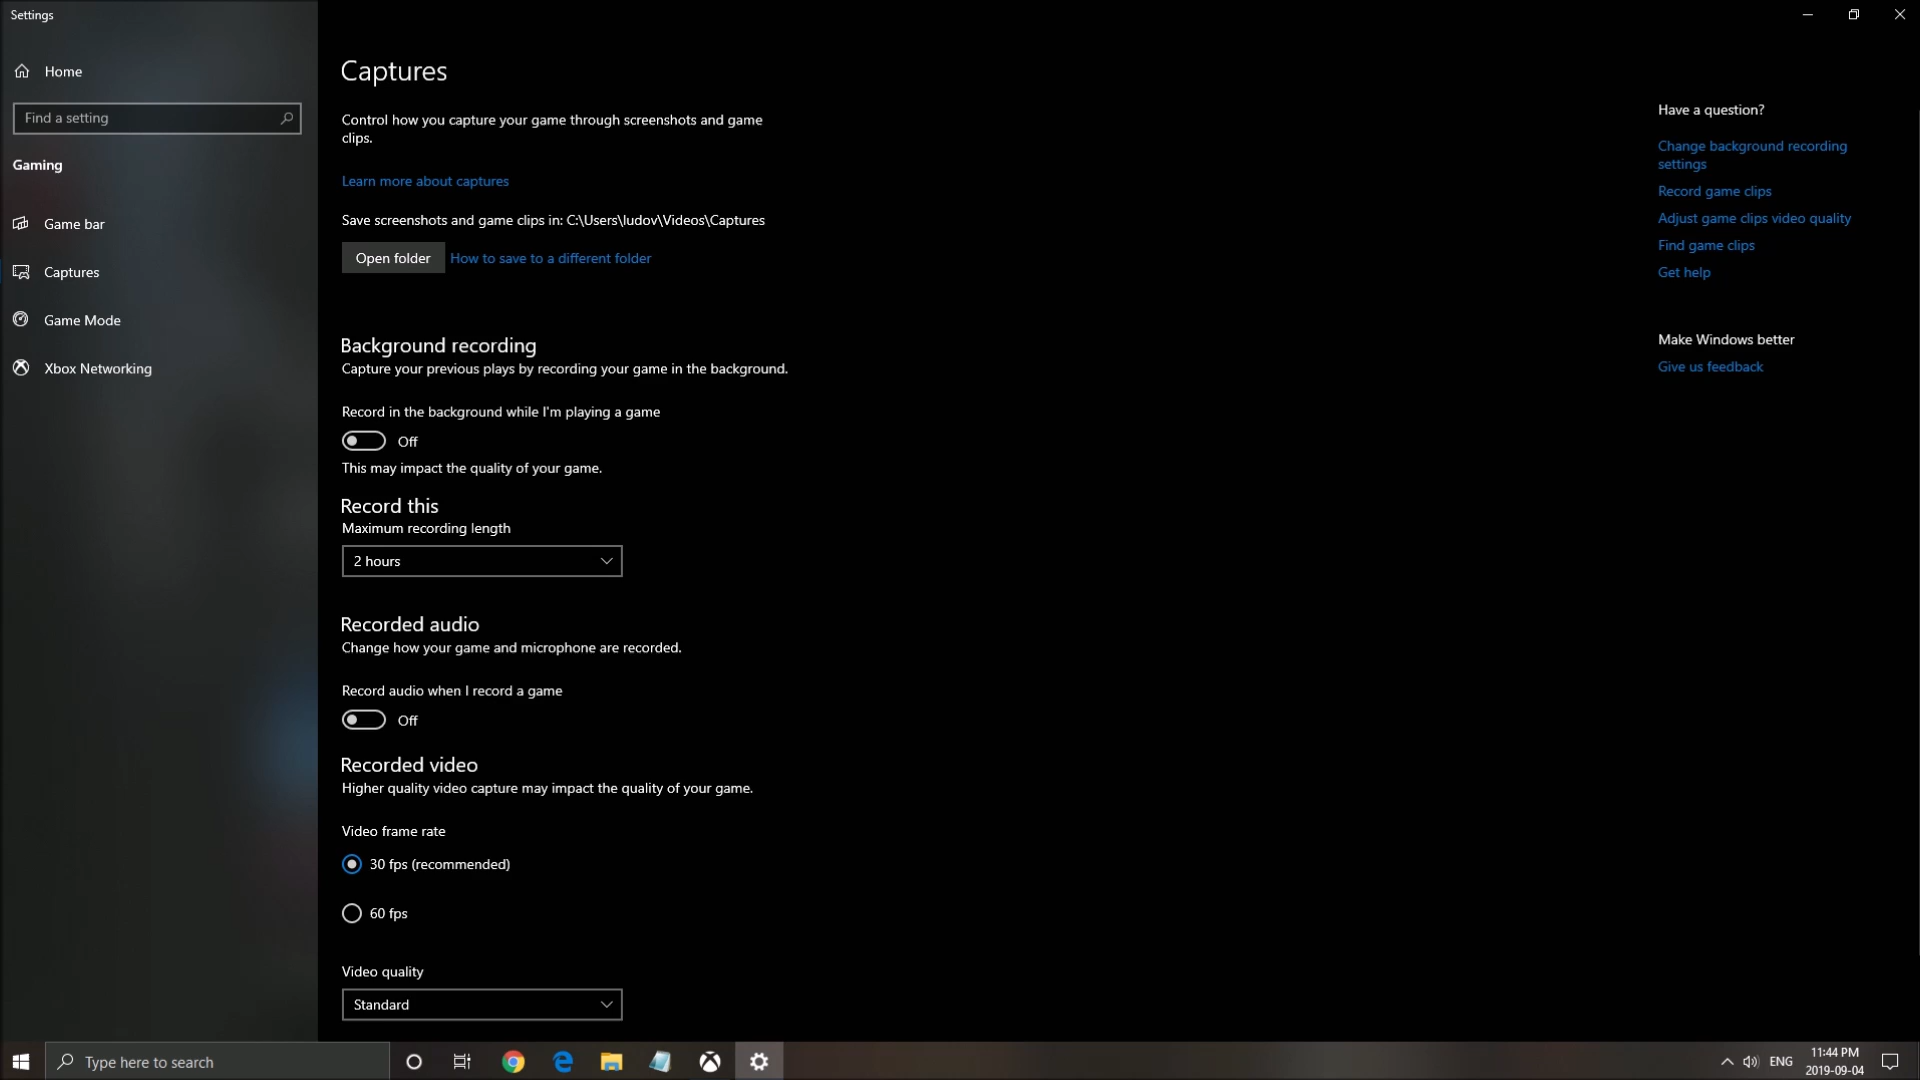 Settings
Home
Find a setting
Gaming
Game bar
Captures
Game Mode
Xbox Networking
Captures
Control how you capture your game through screenshots and game
clips.
Learn more about captures
Save screenshots and game clips in: C:\Users\ludov\Videos\Captures
Open folder
How to save to a different folder
Background recording
Capture your previous plays by recording your game in the background.
Record in the background while I'm playing a game
Off
This may impact the quality of your game.
Record this
Maximum recording length
2 hours
Recorded audio
Change how your game and microphone are recorded.
Record audio when I record a game
Off
Recorded video
Higher quality video capture may impact the quality of your game.
Video frame rate
30 fps (recommended)
60 fps
Video quality
Standard
Have a question?
Change background recording
settings
Record game clips
Adjust game clips video quality
Find game clips
Get help
Make Windows better
Give us feedback
Type here to search
ENG
11:44 PM
2019-09-04